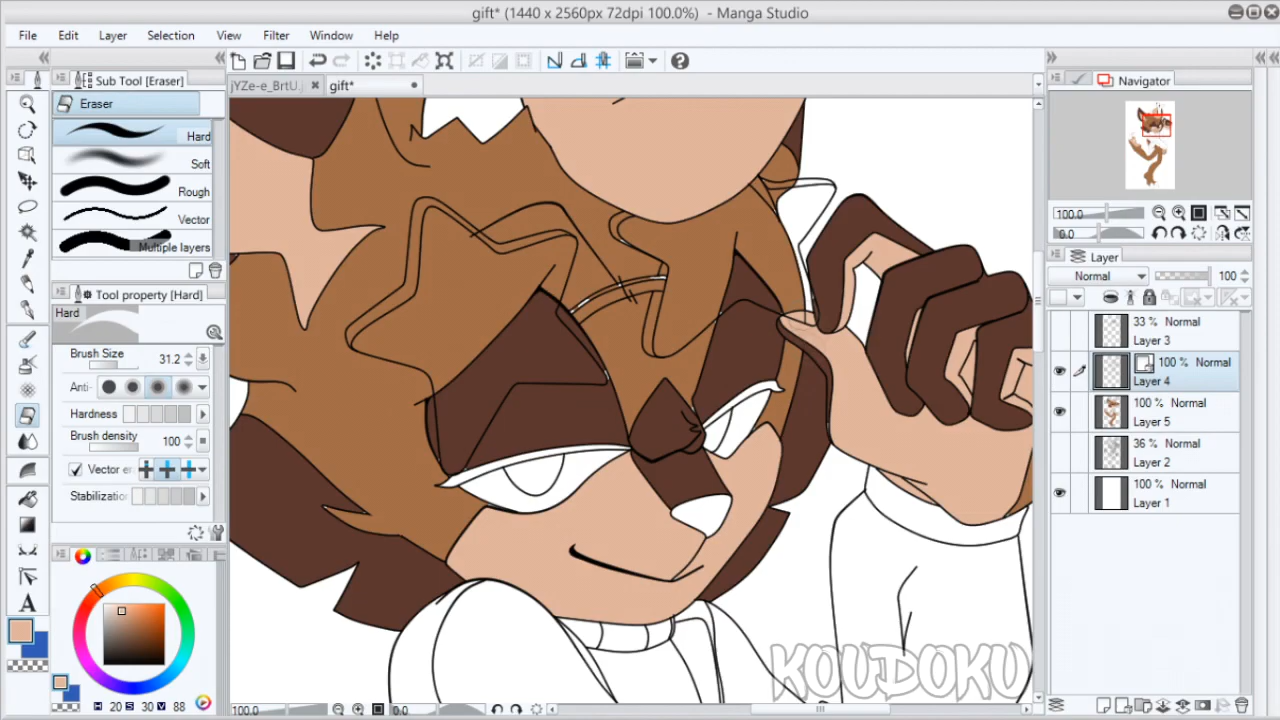 gift* (1440 x 2560px 72dpi 100.0%) - Manga Studio
File Edit Layer Selection View Filter Window Help
Sub Tool [Eraser]
jYZe-e_BrtU.j
gift*
Navigator
Eraser
Hard
Soft
Rough
Vector
Multiple layers
Tool property [Hard]
Hard
Brush Size 31.2
Anti-
Hardness
Brush density 100
Vector er
Stabilizatio
H 20 S 30 V 88
100.0
0.0
Layer
Normal 100
33 % Normal
Layer 3
100 % Normal
Layer 4
100 % Normal
Layer 5
36 % Normal
Layer 2
100 % Normal
Layer 1
KOUDOKU
100.0 0.0